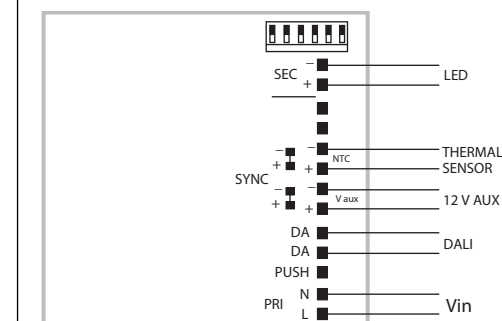 SEC − LED
+
− THERMAL
− NTC
+ + SENSOR
SYNC
− −
+ V aux 12 V AUX
+
DA
DALI
DA
PUSH
N
PRI Vin
L